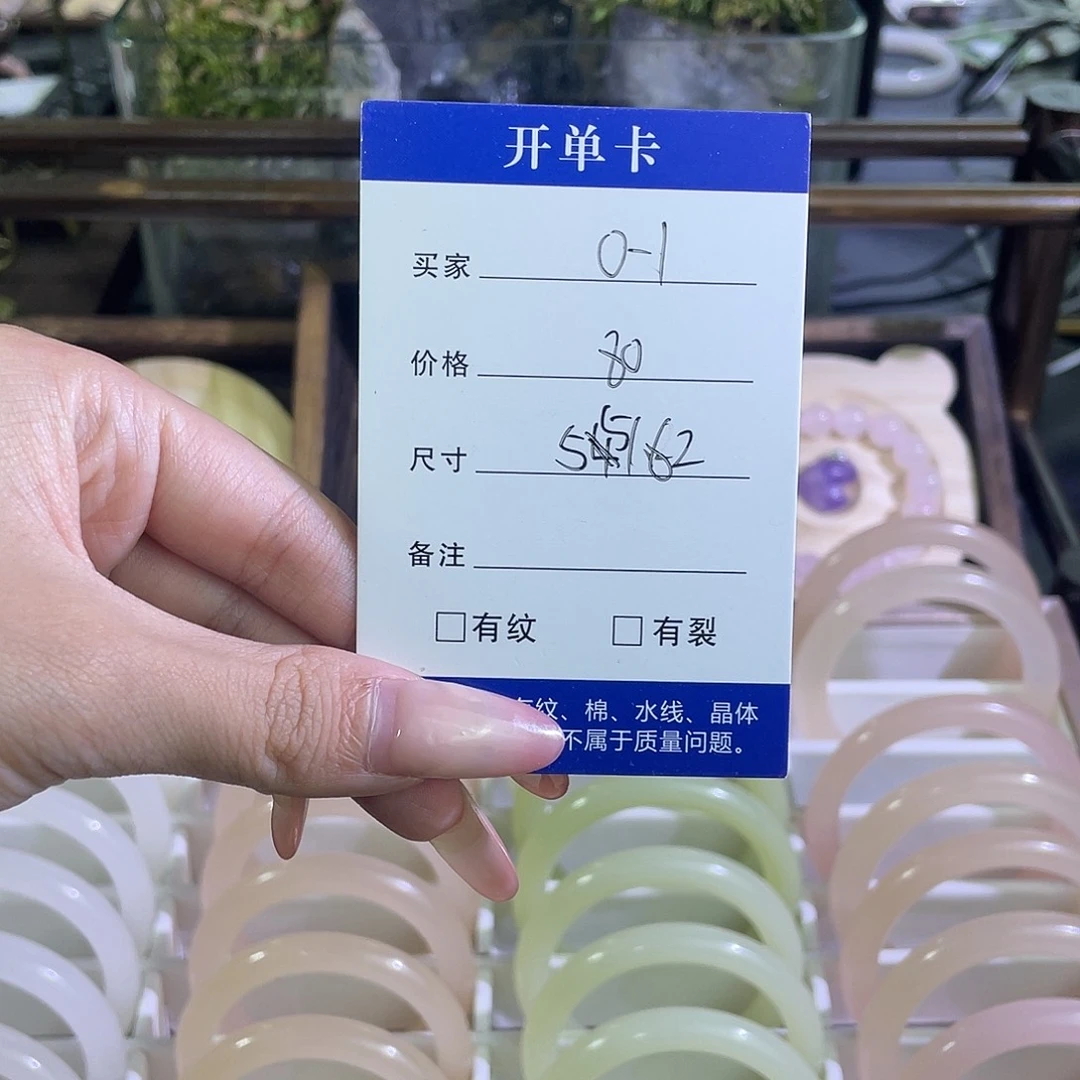 开单卡
买家 0-1
价格 80
尺寸
备注
□有纹 □有裂
有纹、棉、水线、晶体
不属于质量问题。